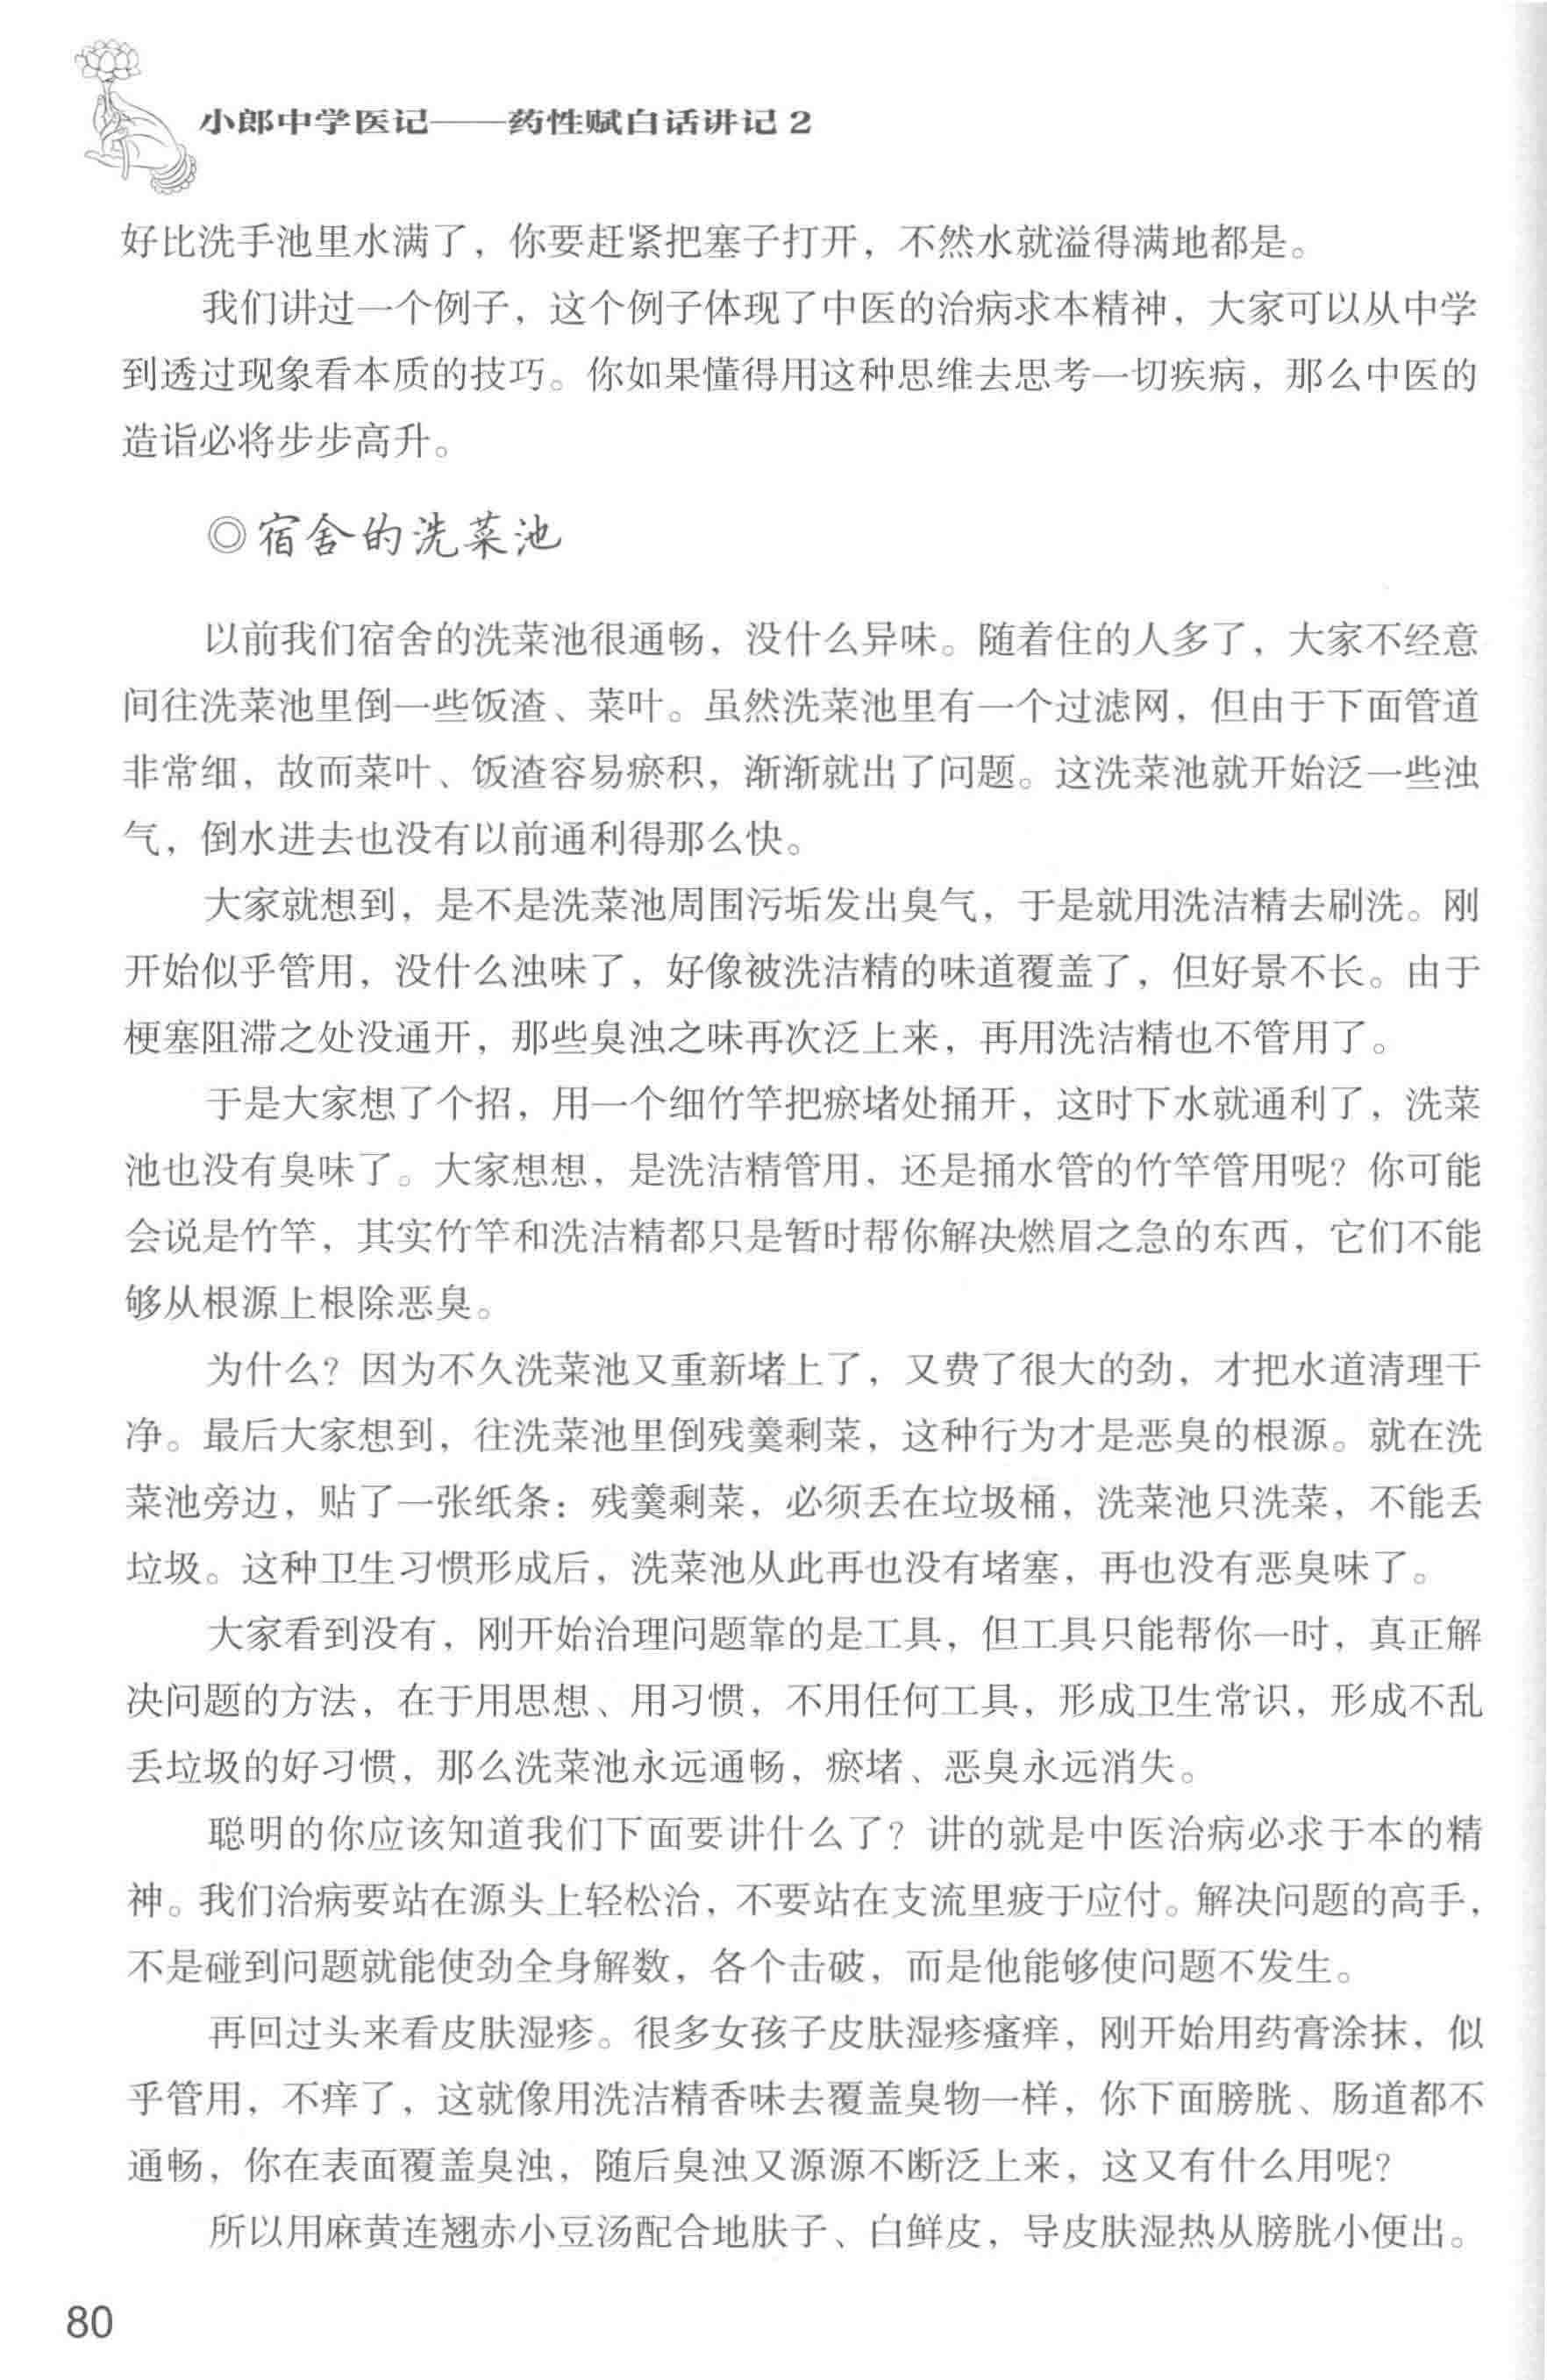 小郎中学医记——药性赋白话讲记2
好比洗手池里水满了，你要赶紧把塞子打开，不然水就溢得满地都是。
我们讲过一个例子，这个例子体现了中医的治病求本精神，大家可以从中学
到透过现象看本质的技巧。你如果懂得用这种思维去思考一切疾病，那么中医的
造诣必将步步高升。
◎宿舍的洗菜池
以前我们宿舍的洗菜池很通畅，没什么异味。随着住的人多了，大家不经意
间往洗菜池里倒一些饭渣、菜叶。虽然洗菜池里有一个过滤网，但由于下面管道
非常细，故而菜叶、饭渣容易瘀积，渐渐就出了问题。这洗菜池就开始泛一些浊
气，倒水进去也没有以前通利得那么快。
大家就想到，是不是洗菜池周围污垢发出臭气，于是就用洗洁精去刷洗。刚
开始似乎管用，没什么浊味了，好像被洗洁精的味道覆盖了，但好景不长。由于
梗塞阻滞之处没通开，那些臭浊之味再次泛上来，再用洗洁精也不管用了。
于是大家想了个招，用一个细竹竿把瘀堵处捅开，这时下水就通利了，洗菜
池也没有臭味了。大家想想，是洗洁精管用，还是捅水管的竹竿管用呢？你可能
会说是竹竿，其实竹竿和洗洁精都只是暂时帮你解决燃眉之急的东西，它们不能
够从根源上根除恶臭。
为什么？因为不久洗菜池又重新堵上了，又费了很大的劲，才把水道清理干
净。最后大家想到，往洗菜池里倒残羹剩菜，这种行为才是恶臭的根源。就在洗
菜池旁边，贴了一张纸条：残羹剩菜，必须丢在垃圾桶，洗菜池只洗菜，不能丢
垃圾。这种卫生习惯形成后，洗菜池从此再也没有堵塞，再也没有恶臭味了。
大家看到没有，刚开始治理问题靠的是工具，但工具只能帮你一时，真正解
决问题的方法，在于用思想、用习惯，不用任何工具，形成卫生常识，形成不乱
丢垃圾的好习惯，那么洗菜池永远通畅，瘀堵、恶臭永远消失。
聪明的你应该知道我们下面要讲什么了？讲的就是中医治病必求于本的精
神。我们治病要站在源头上轻松治，不要站在支流里疲于应付。解决问题的高手，
不是碰到问题就能使劲全身解数，各个击破，而是他能够使问题不发生。
再回过头来看皮肤湿疹。很多女孩子皮肤湿疹瘙痒，刚开始用药膏涂抹，似
乎管用，不痒了，这就像用洗洁精香味去覆盖臭物一样，你下面膀胱、肠道都不
通畅，你在表面覆盖臭浊，随后臭浊又源源不断泛上来，这又有什么用呢？
所以用麻黄连翘赤小豆汤配合地肤子、白鲜皮，导皮肤湿热从膀胱小便出。
80